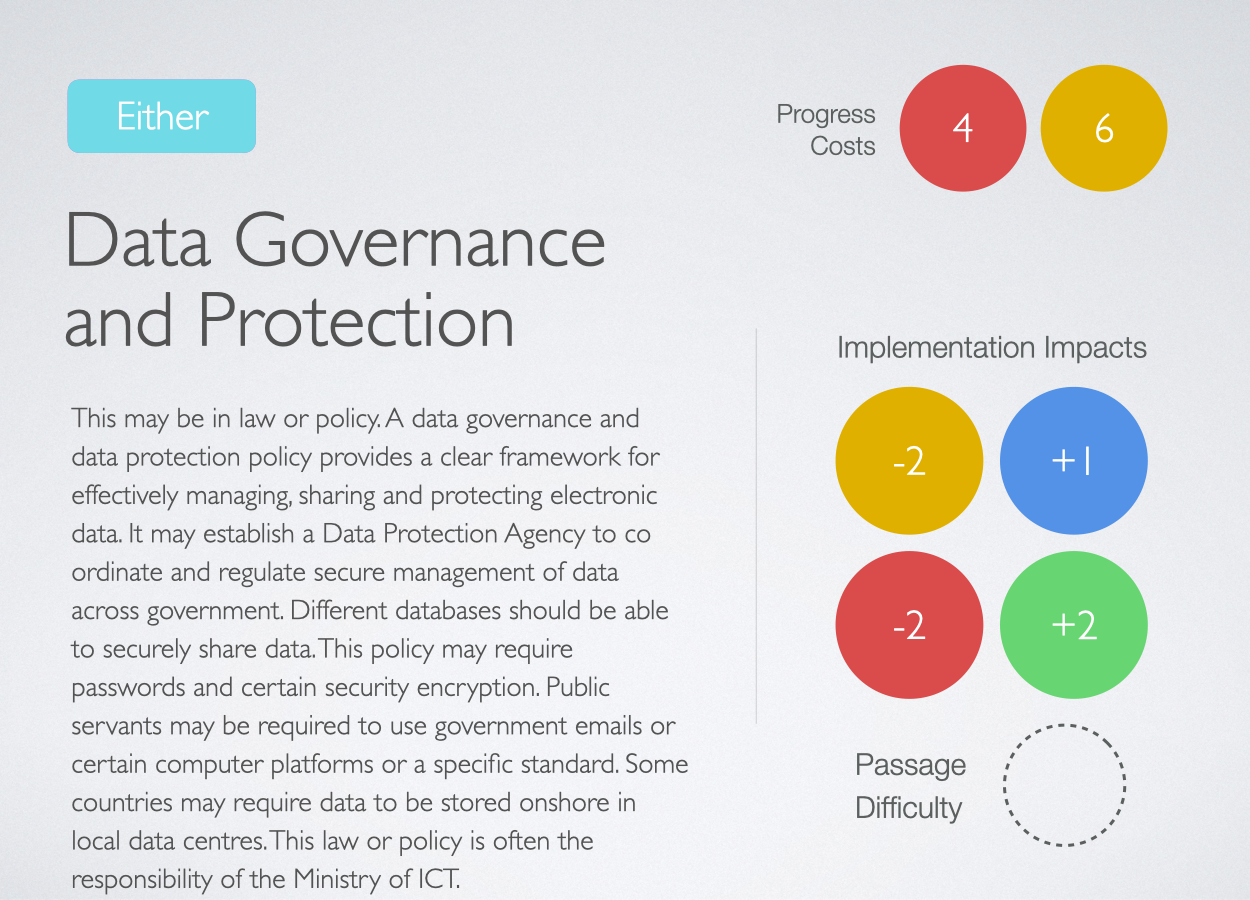 Either
Progress
Costs
4
6
Data Governance
and Protection
This may be in law or policy. A data governance and
data protection policy provides a clear framework for
effectively managing, sharing and protecting electronic
data. It may establish a Data Protection Agency to co
ordinate and regulate secure management of data
across government. Different databases should be able
to securely share data. This policy may require
passwords and certain security encryption. Public
servants may be required to use government emails or
certain computer platforms or a specific standard. Some
countries may require data to be stored onshore in
local data centres. This law or policy is often the
responsibility of the Ministry of ICT.
Implementation Impacts
-2
+1
-2
+2
Passage
Difficulty